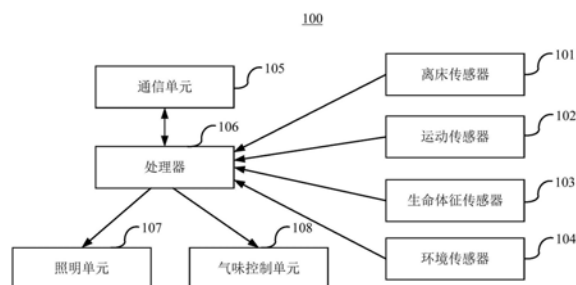 100
离床传感器
101
通信单元
105
运动传感器
102
处理器
106
生命体征传感器
103
照明单元
107
气味控制单元
108
环境传感器
104